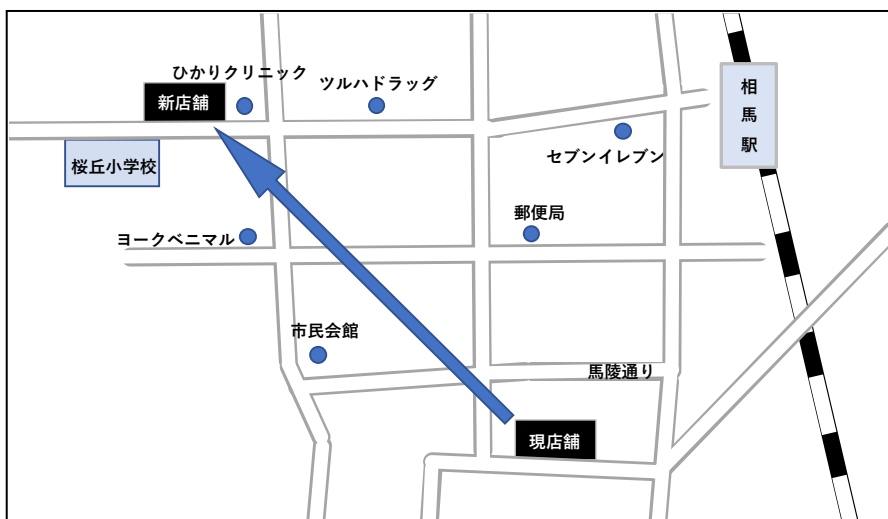 ひかりクリニック
ツルハドラッグ
新店舗
相馬駅
セブンイレブン
桜丘小学校
郵便局
ヨークベニマル
市民会館
馬陵通り
現店舗